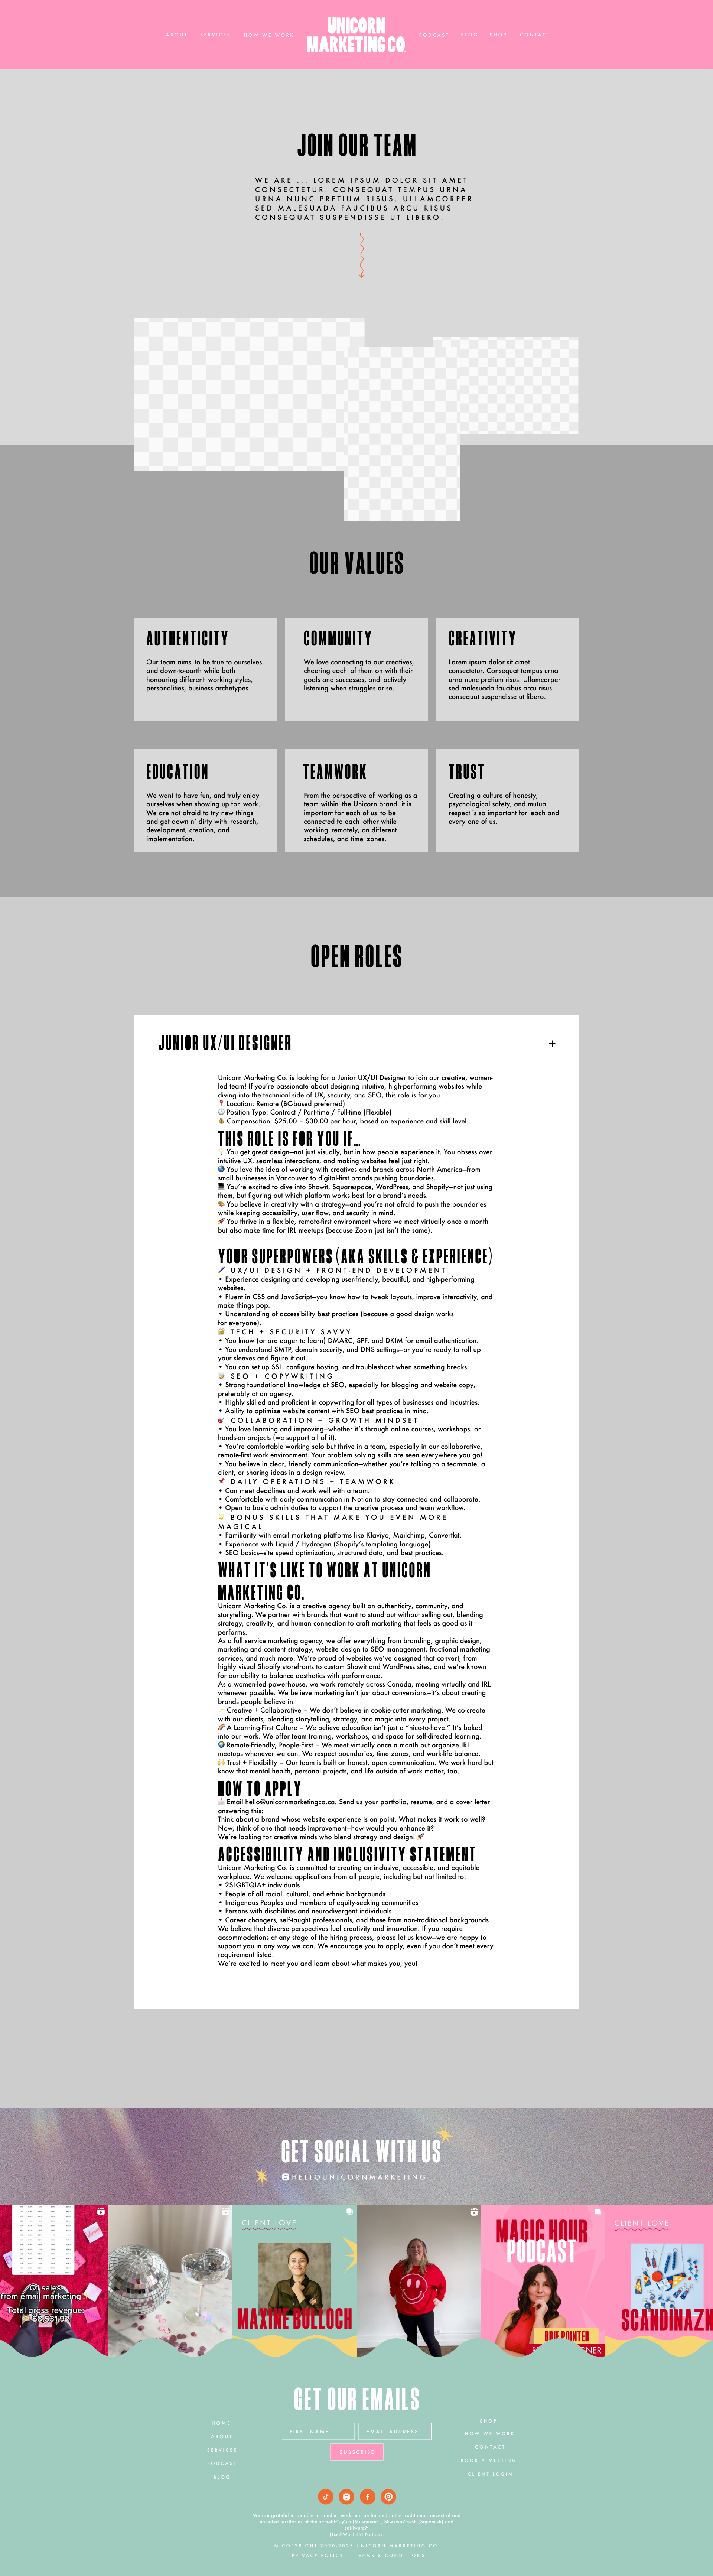 ABOUT SERVICES HOW WE WORK UNICORN MARKETING CO. PODCAST BLOG SHOP CONTACT
JOIN OUR TEAM
WE ARE ... LOREM IPSUM DOLOR SIT AMET
CONSECTETUR. CONSEQUAT TEMPUS URNA
URNA NUNC PRETIUM RISUS. ULLAMCORPER
SED MALESUADA FAUCIBUS ARCU RISUS
CONSEQUAT SUSPENDISSE UT LIBERO.
OUR VALUES
AUTHENTICITY
Our team aims to be true to ourselves
and down-to-earth while both
honouring different working styles,
personalities, business archetypes
COMMUNITY
We love connecting to our creatives,
cheering each of them on with their
goals and successes, and actively
listening when struggles arise.
CREATIVITY
Lorem ipsum dolor sit amet
consectetur. Consequat tempus urna
urna nunc pretium risus. Ullamcorper
sed malesuada faucibus arcu risus
consequat suspendisse ut libero.
EDUCATION
We want to have fun, and truly enjoy
ourselves when showing up for work.
We are not afraid to try new things
and get down n' dirty with research,
development, creation, and
implementation.
TEAMWORK
From the perspective of working as a
team within the Unicorn brand, it is
important for each of us to be
connected to each other while
working remotely, on different
schedules, and time zones.
TRUST
Creating a culture of honesty,
psychological safety, and mutual
respect is so important for each and
every one of us.
OPEN ROLES
JUNIOR UX/UI DESIGNER +
Unicorn Marketing Co. is looking for a Junior UX/UI Designer to join our creative, women-
led team! If you're passionate about designing intuitive, high-performing websites while
diving into the technical side of UX, security, and SEO, this role is for you.
📍 Location: Remote (BC-based preferred)
🕒 Position Type: Contract / Part-time / Full-time (Flexible)
💰 Compensation: $25.00 – $30.00 per hour, based on experience and skill level
THIS ROLE IS FOR YOU IF...
💡 You get great design—not just visually, but in how people experience it. You obsess over
intuitive UX, seamless interactions, and making websites feel just right.
🌎 You love the idea of working with creatives and brands across North America—from
small businesses in Vancouver to digital-first brands pushing boundaries.
💻 You're excited to dive into Showit, Squarespace, WordPress, and Shopify—not just using
them, but figuring out which platform works best for a brand's needs.
🎨 You believe in creativity with a strategy—and you're not afraid to push the boundaries
while keeping accessibility, user flow, and security in mind.
🚀 You thrive in a flexible, remote-first environment where we meet virtually once a month
but also make time for IRL meetups (because Zoom just isn't the same).
YOUR SUPERPOWERS (AKA SKILLS & EXPERIENCE)
🖌 UX/UI DESIGN + FRONT-END DEVELOPMENT
• Experience designing and developing user-friendly, beautiful, and high-performing
websites.
• Fluent in CSS and JavaScript—you know how to tweak layouts, improve interactivity, and
make things pop.
• Understanding of accessibility best practices (because a good design works
for everyone).
🔐 TECH + SECURITY SAVVY
• You know (or are eager to learn) DMARC, SPF, and DKIM for email authentication.
• You understand SMTP, domain security, and DNS settings—or you're ready to roll up
your sleeves and figure it out.
• You can set up SSL, configure hosting, and troubleshoot when something breaks.
📝 SEO + COPYWRITING
• Strong foundational knowledge of SEO, especially for blogging and website copy,
preferably at an agency.
• Highly skilled and proficient in copywriting for all types of businesses and industries.
• Ability to optimize website content with SEO best practices in mind.
🎯 COLLABORATION + GROWTH MINDSET
• You love learning and improving—whether it's through online courses, workshops, or
hands-on projects (we support all of it).
• You're comfortable working solo but thrive in a team, especially in our collaborative,
remote-first work environment. Your problem solving skills are seen everywhere you go!
• You believe in clear, friendly communication—whether you're talking to a teammate, a
client, or sharing ideas in a design review.
📌 DAILY OPERATIONS + TEAMWORK
• Can meet deadlines and work well with a team.
• Comfortable with daily communication in Notion to stay connected and collaborate.
• Open to basic admin duties to support the creative process and team workflow.
🌟 BONUS SKILLS THAT MAKE YOU EVEN MORE
MAGICAL
• Familiarity with email marketing platforms like Klaviyo, Mailchimp, Convertkit.
• Experience with Liquid / Hydrogen (Shopify's templating language).
• SEO basics—site speed optimization, structured data, and best practices.
WHAT IT'S LIKE TO WORK AT UNICORN
MARKETING CO.
Unicorn Marketing Co. is a creative agency built on authenticity, community, and
storytelling. We partner with brands that want to stand out without selling out, blending
strategy, creativity, and human connection to craft marketing that feels as good as it
performs.
As a full service marketing agency, we offer everything from branding, graphic design,
marketing and content strategy, website design to SEO management, fractional marketing
services, and much more. We're proud of websites we've designed that convert, from
highly visual Shopify storefronts to custom Showit and WordPress sites, and we're known
for our ability to balance aesthetics with performance.
As a women-led powerhouse, we work remotely across Canada, meeting virtually and IRL
whenever possible. We believe marketing isn't just about conversions—it's about creating
brands people believe in.
✨ Creative + Collaborative – We don't believe in cookie-cutter marketing. We co-create
with our clients, blending storytelling, strategy, and magic into every project.
🌈 A Learning-First Culture – We believe education isn't just a "nice-to-have." It's baked
into our work. We offer team training, workshops, and space for self-directed learning.
🌍 Remote-Friendly, People-First – We meet virtually once a month but organize IRL
meetups whenever we can. We respect boundaries, time zones, and work-life balance.
🙌 Trust + Flexibility – Our team is built on honest, open communication. We work hard but
know that mental health, personal projects, and life outside of work matter, too.
HOW TO APPLY
📩 Email hello@unicornmarketingco.ca. Send us your portfolio, resume, and a cover letter
answering this:
Think about a brand whose website experience is on point. What makes it work so well?
Now, think of one that needs improvement—how would you enhance it?
We're looking for creative minds who blend strategy and design! 🚀
ACCESSIBILITY AND INCLUSIVITY STATEMENT
Unicorn Marketing Co. is committed to creating an inclusive, accessible, and equitable
workplace. We welcome applications from all people, including but not limited to:
• 2SLGBTQIA+ individuals
• People of all racial, cultural, and ethnic backgrounds
• Indigenous Peoples and members of equity-seeking communities
• Persons with disabilities and neurodivergent individuals
• Career changers, self-taught professionals, and those from non-traditional backgrounds
We believe that diverse perspectives fuel creativity and innovation. If you require
accommodations at any stage of the hiring process, please let us know—we are happy to
support you in any way we can. We encourage you to apply, even if you don't meet every
requirement listed.
We're excited to meet you and learn about what makes you, you!
GET SOCIAL WITH US
HELLOUNICORNMARKETING
Q1 sales
from email marketing
Total gross revenue:
CLIENT LOVE
MAXINE BULLOCH
MAGIC HOUR
PODCAST
BRIE POINTER
CLIENT LOVE
SCANDINAZN
GET OUR EMAILS
FIRST NAME EMAIL ADDRESS
SUBSCRIBE
HOME
ABOUT
SERVICES
PODCAST
BLOG
SHOP
HOW WE WORK
CONTACT
BOOK A MEETING
CLIENT LOGIN
We are grateful to be able to conduct work and be located in the traditional, ancestral and
unceded territories of the (Musqueam), (Squamish) and
(Tsleil-Waututh) Nations.
© COPYRIGHT 2020-2025 UNICORN MARKETING CO.
PRIVACY POLICY TERMS & CONDITIONS